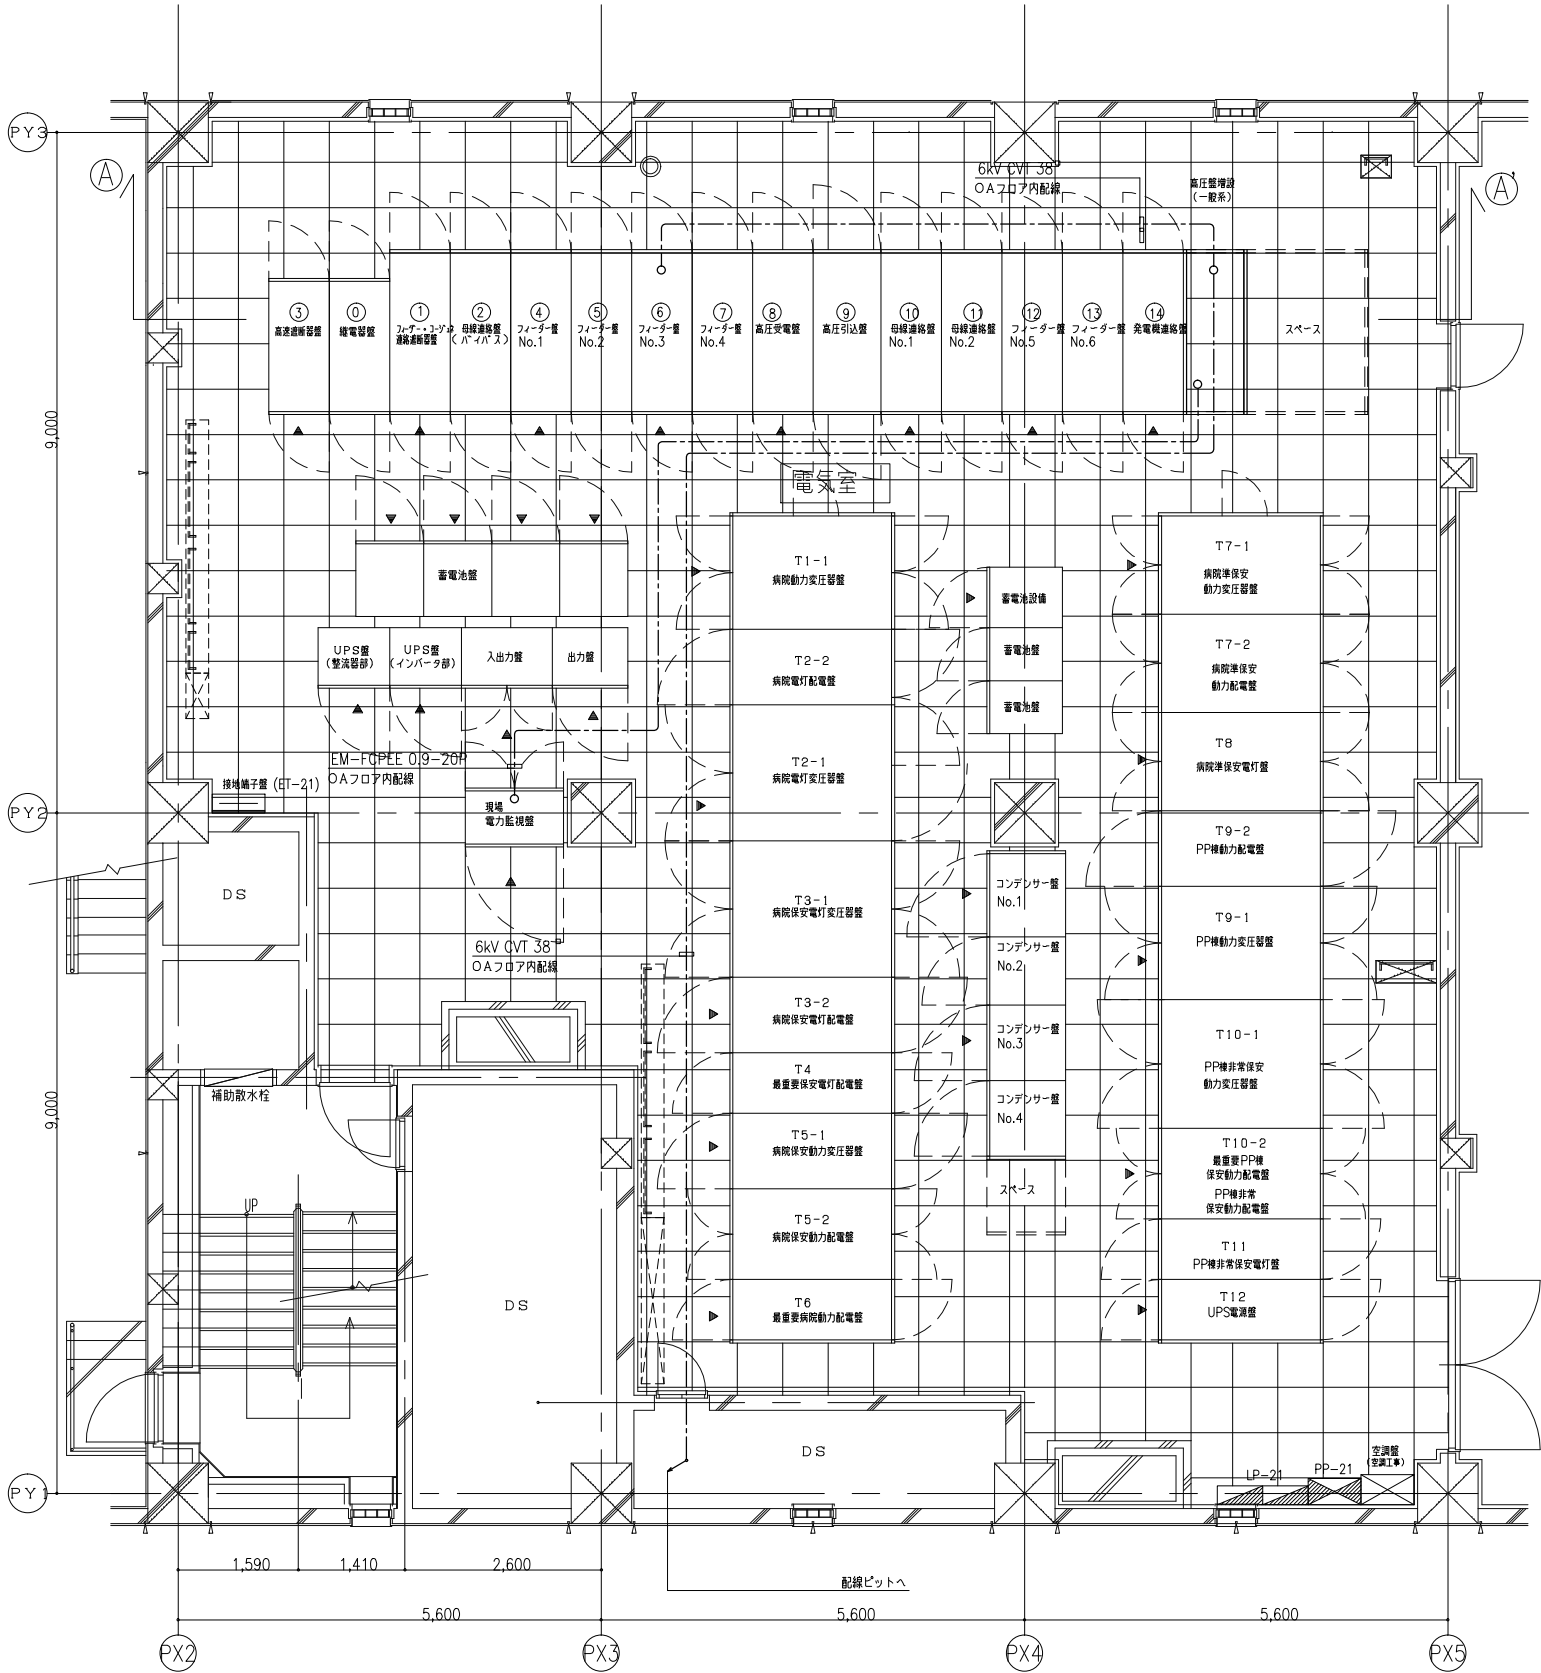 PY3
A
6kV CVT 38°
OAフロア内配線
高圧盤増設
(一般系)
A'
③
高速遮断器盤
⓪
継電器盤
①
フィーダー・コージェネ
連絡遮断器盤
②
母線連絡盤
(バイパス)
④
フィーダー盤
No.1
⑤
フィーダー盤
No.2
⑥
フィーダー盤
No.3
⑦
フィーダー盤
No.4
⑧
高圧受電盤
⑨
高圧引込盤
⑩
母線連絡盤
No.1
⑪
母線連絡盤
No.2
⑫
フィーダー盤
No.5
⑬
フィーダー盤
No.6
⑭
発電機連絡盤
スペース
9,000
電気室
蓄電池盤
UPS盤
(整流器部)
UPS盤
(インバータ部)
入出力盤
出力盤
EM-FCPEE 0.9-20P
OAフロア内配線
接地端子盤 (ET-21)
現場
電力監視盤
PY2
DS
6kV CVT 38°
OAフロア内配線
T1-1
病院動力変圧器盤
T2-2
病院電灯配電盤
T2-1
病院電灯変圧器盤
T3-1
病院保安電灯変圧器盤
T3-2
病院保安電灯配電盤
T4
最重要保安電灯配電盤
T5-1
病院保安動力変圧器盤
T5-2
病院保安動力配電盤
T6
最重要病院動力配電盤
蓄電池設備
蓄電池盤
蓄電池盤
コンデンサー盤
No.1
コンデンサー盤
No.2
コンデンサー盤
No.3
コンデンサー盤
No.4
スペース
T7-1
病院準保安
動力変圧器盤
T7-2
病院準保安
動力配電盤
T8
病院準保安電灯盤
T9-2
PP棟動力配電盤
T9-1
PP棟動力変圧器盤
T10-1
PP棟非常保安
動力変圧器盤
T10-2
最重要PP棟
保安動力配電盤
PP棟非常
保安動力配電盤
T11
PP棟非常保安電灯盤
T12
UPS電源盤
補助散水栓
9,000
UP
DS
DS
LP-21
PP-21
空調盤
(空調工事)
PY1
1,590
1,410
2,600
配線ピットへ
5,600
5,600
5,600
PX2
PX3
PX4
PX5